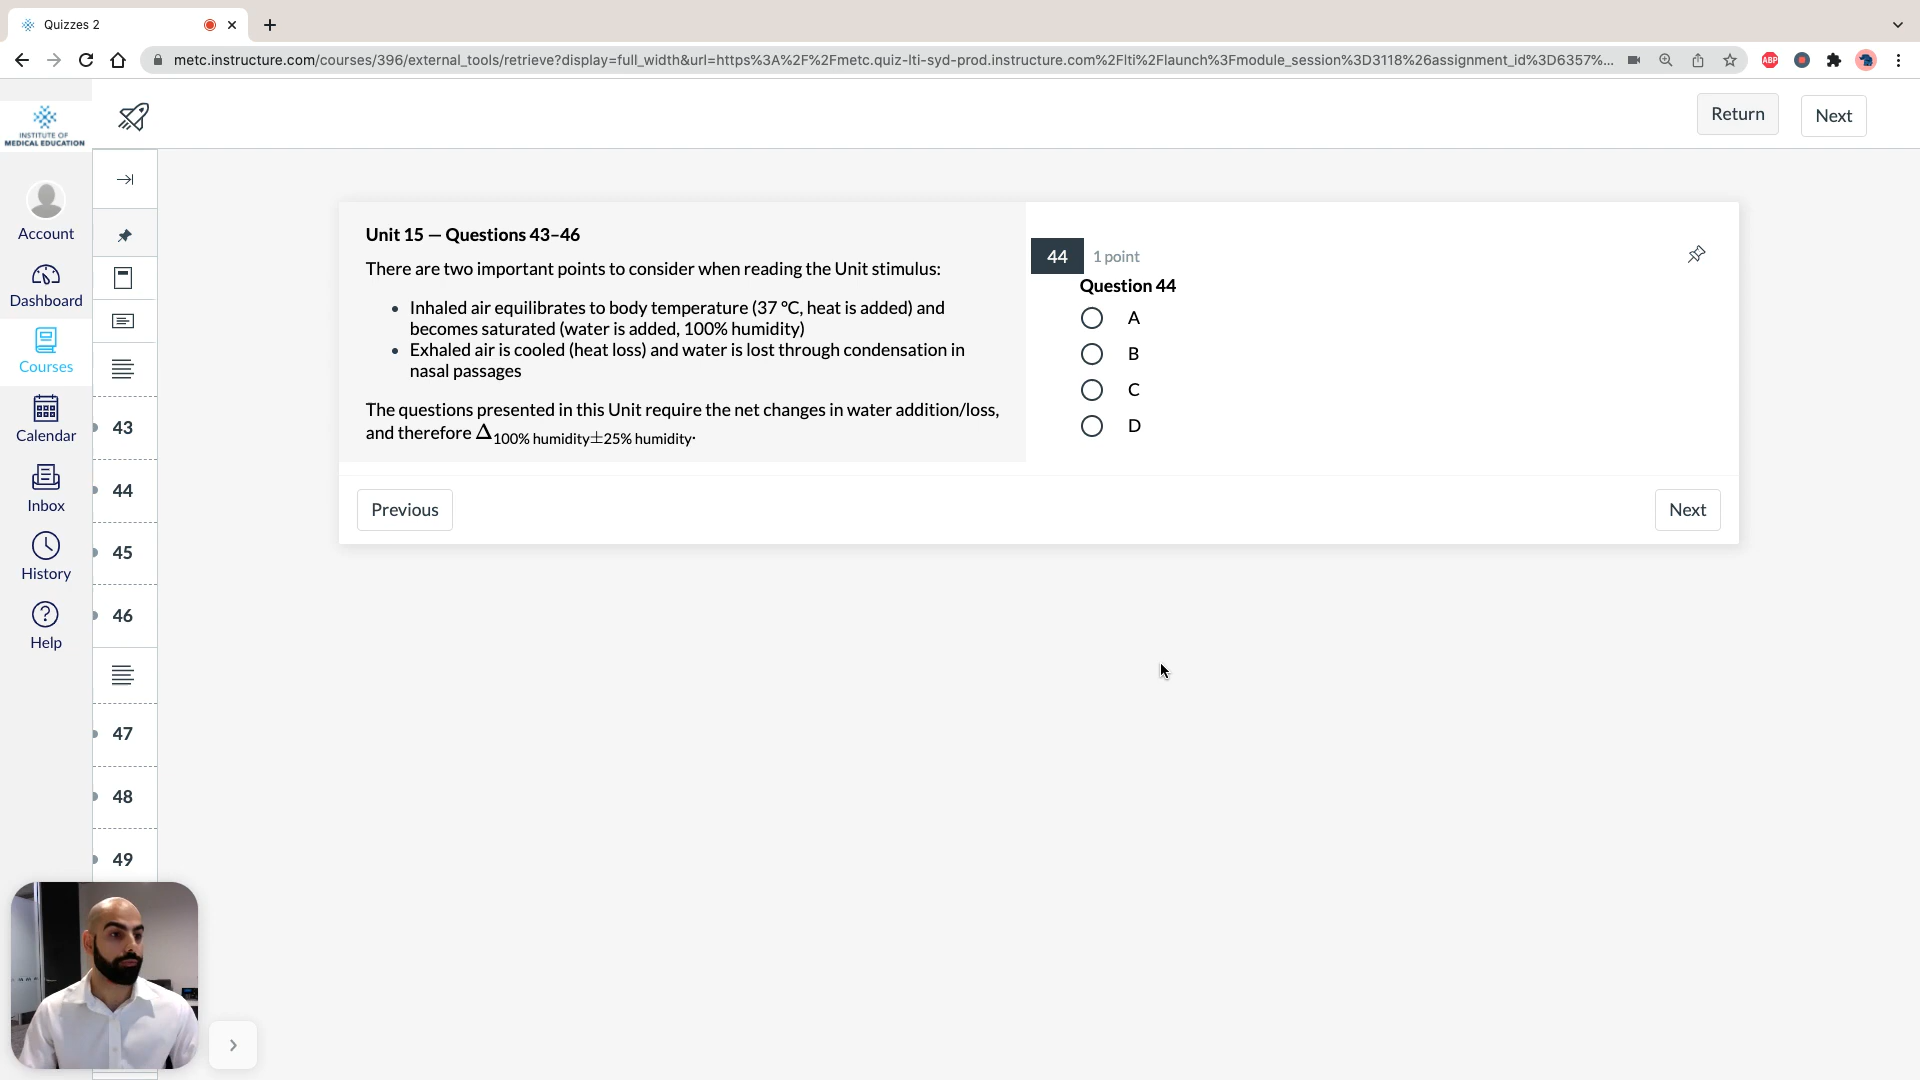 Quizzes 2
metc.instructure.com/courses/396/external_tools/retrieve?display=full_width&url=https%3A%2F%2Fmetc.quiz-lti-syd-prod.instructure.com%2Flti%2Flaunch%3Fmodule_session%3D3118%26assignment_id%3D6357%...
ABP
INSTITUTE OF
MEDICAL EDUCATION
Return
Next
Account
Dashboard
Courses
Calendar
Inbox
History
Help
43
44
45
46
47
48
49
Unit 15 — Questions 43–46
There are two important points to consider when reading the Unit stimulus:
• Inhaled air equilibrates to body temperature (37 °C, heat is added) and
becomes saturated (water is added, 100% humidity)
• Exhaled air is cooled (heat loss) and water is lost through condensation in
nasal passages
The questions presented in this Unit require the net changes in water addition/loss,
and therefore Δ100% humidity±25% humidity.
44
1 point
Question 44
A
B
C
D
Previous
Next